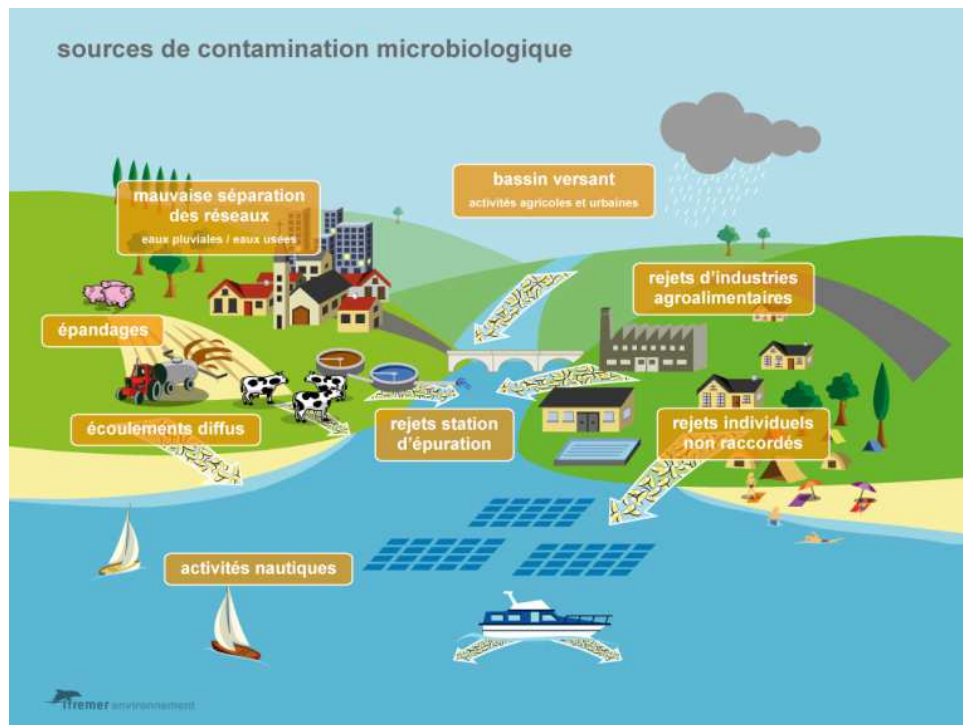 sources de contamination microbiologique
bassin versant
activités agricoles et urbaines
mauvaise séparation
des réseaux
eaux pluviales / eaux usées
rejets d'industries
agroalimentaires
épandages
écoulements diffus
rejets station
d'épuration
rejets individuels
non raccordés
activités nautiques
Ifremer environnement